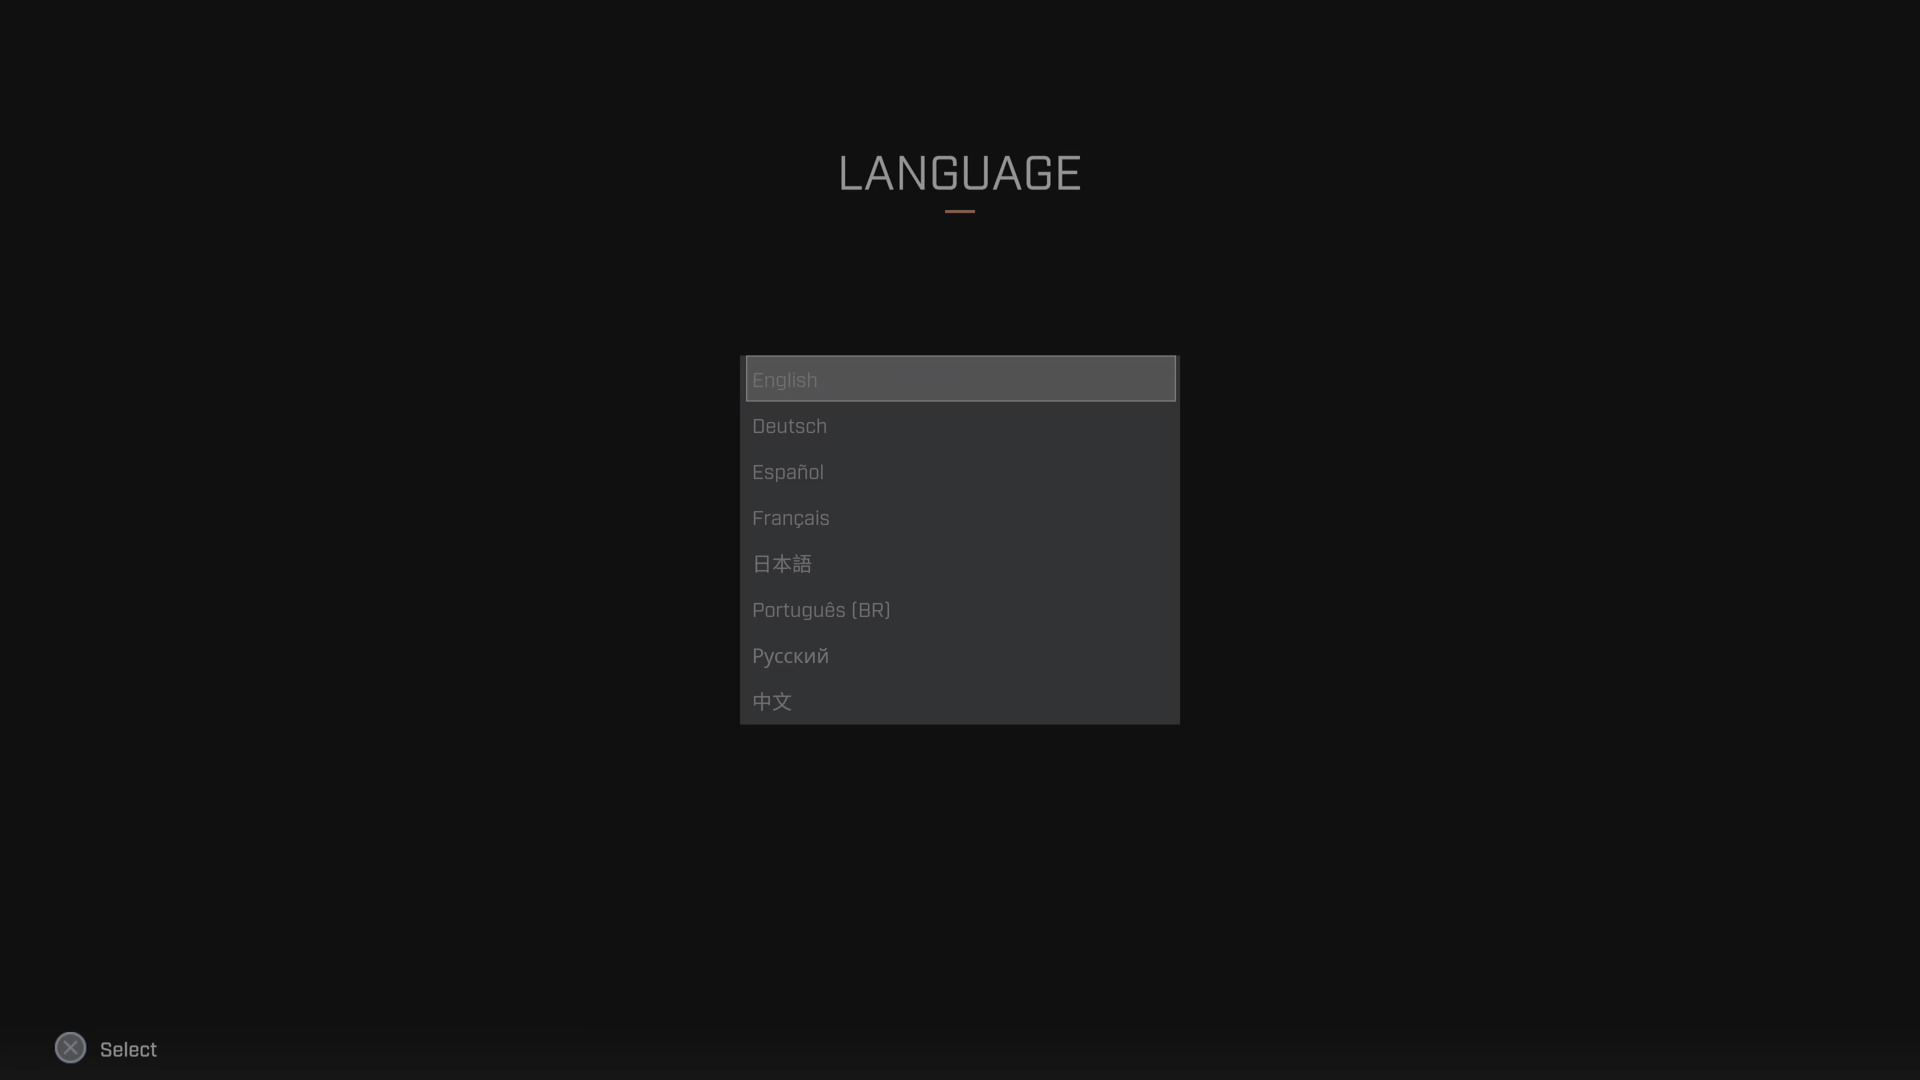 LANGUAGE
English
Deutsch
Español
Français
日本語
Português (BR)
Русский
中文
Select